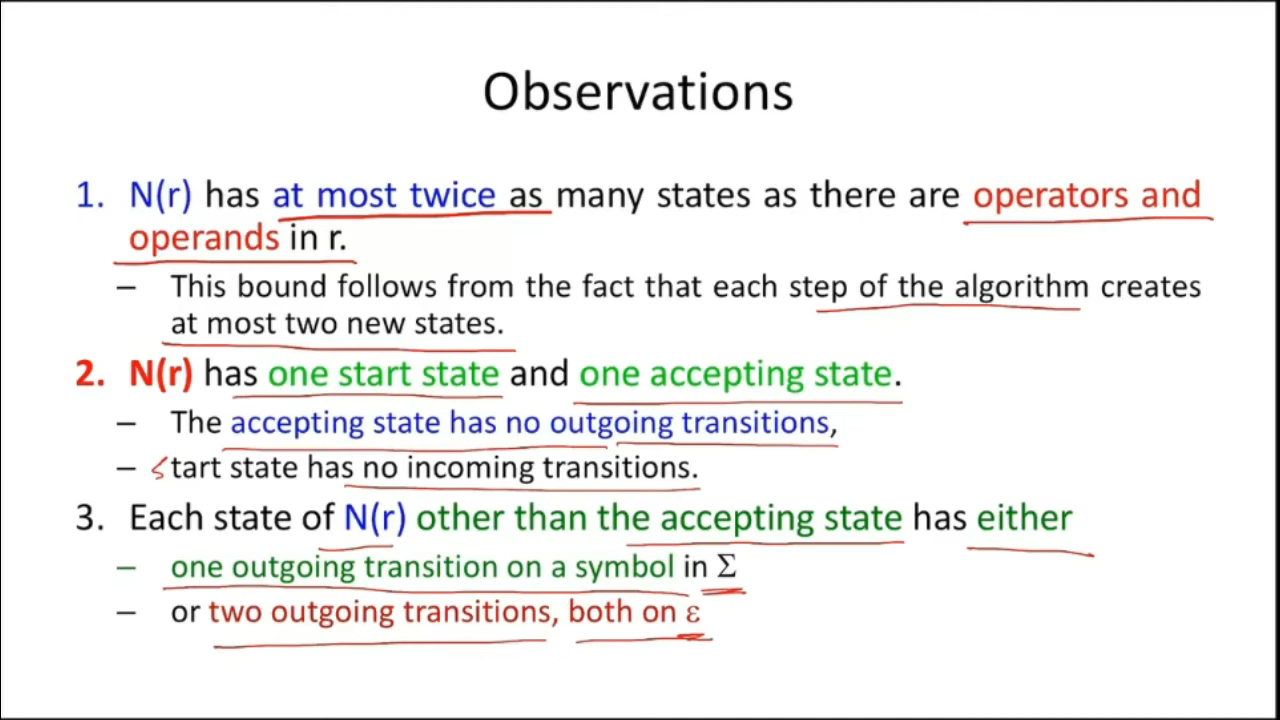 Observations
1. N(r) has at most twice as many states as there are operators and
operands in r.
– This bound follows from the fact that each step of the algorithm creates
at most two new states.
2. N(r) has one start state and one accepting state.
– The accepting state has no outgoing transitions,
– Start state has no incoming transitions.
3. Each state of N(r) other than the accepting state has either
– one outgoing transition on a symbol in Σ
– or two outgoing transitions, both on ε